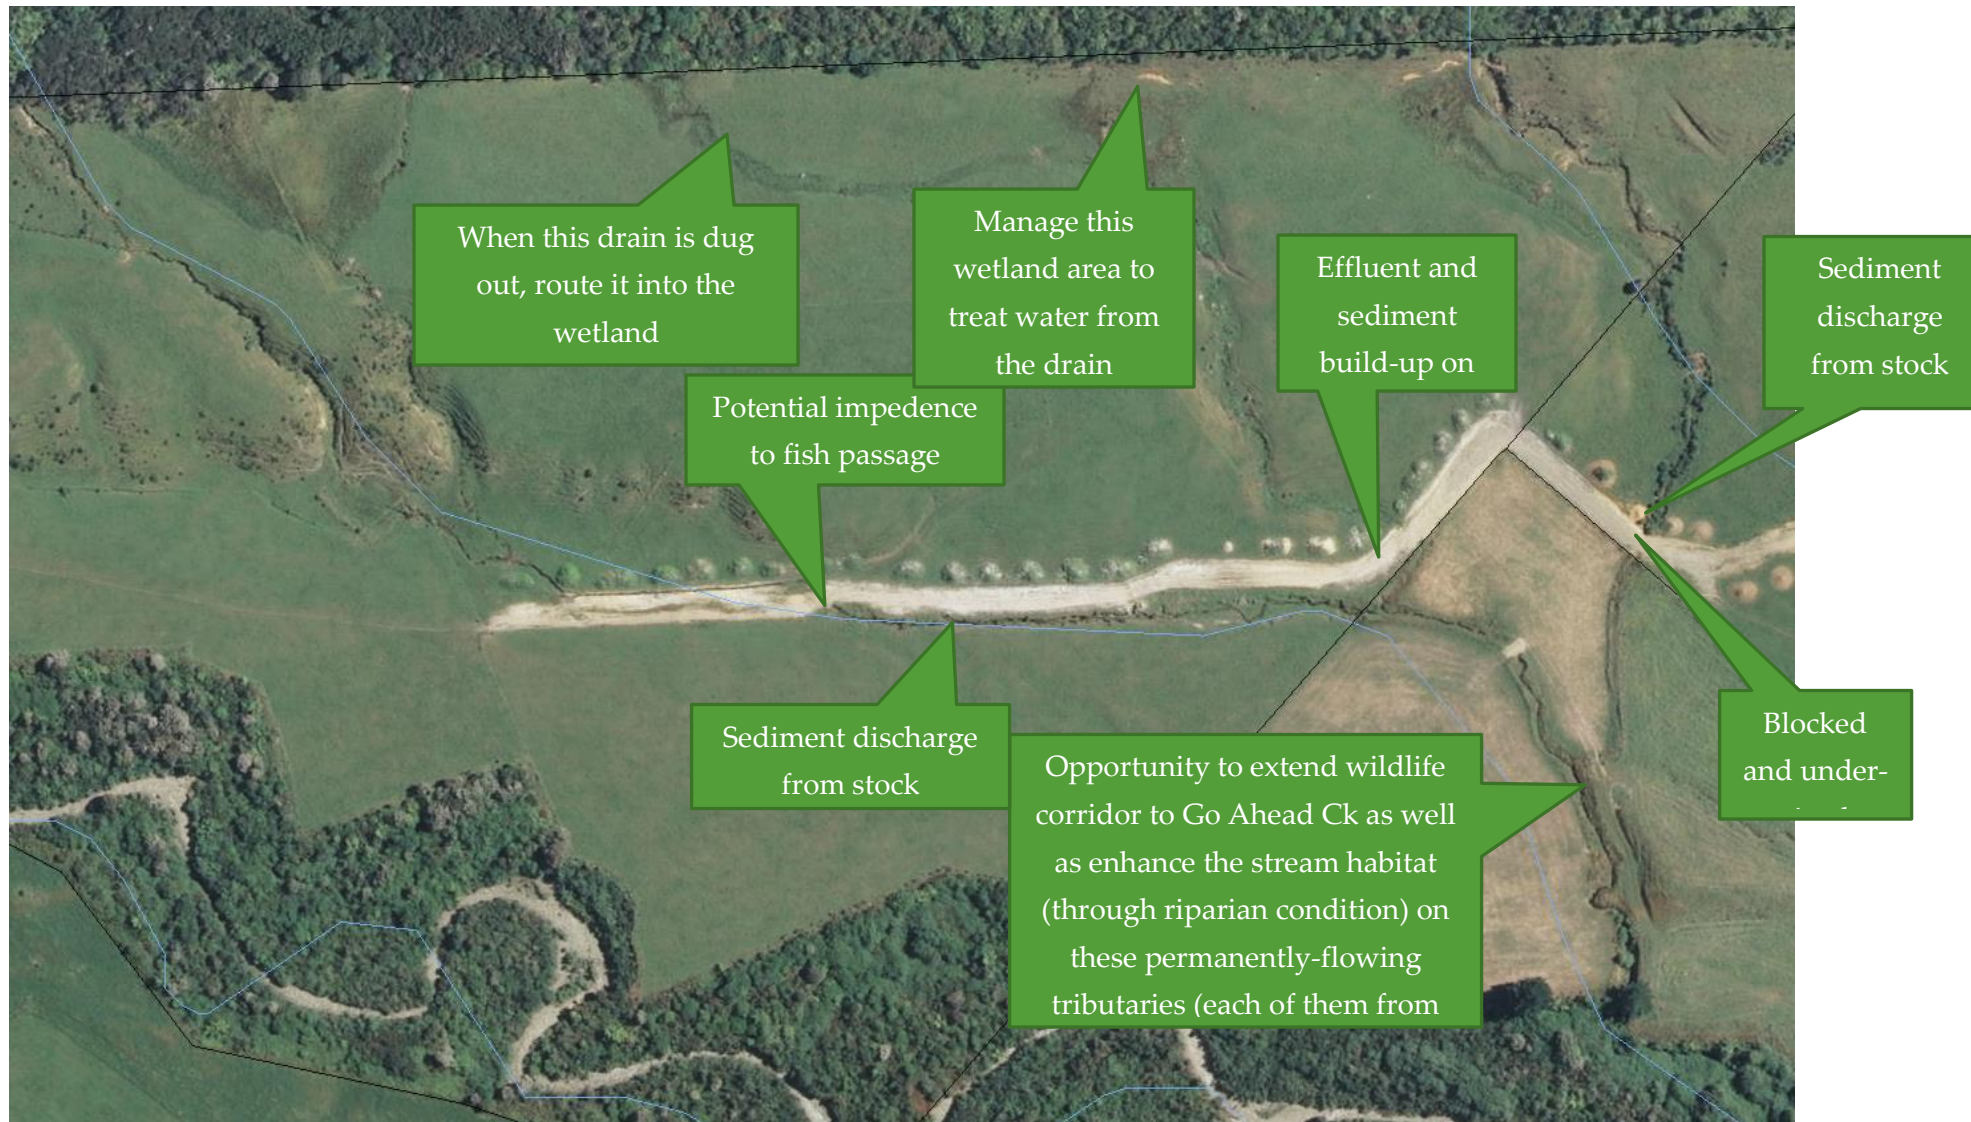 When this drain is dug
out, route it into the
wetland
Manage this
wetland area to
treat water from
the drain
Effluent and
sediment
build-up on
Sediment
discharge
from stock
Potential impedence
to fish passage
Sediment discharge
from stock
Opportunity to extend wildlife
corridor to Go Ahead Ck as well
as enhance the stream habitat
(through riparian condition) on
these permanently-flowing
tributaries (each of them from
Blocked
and under-